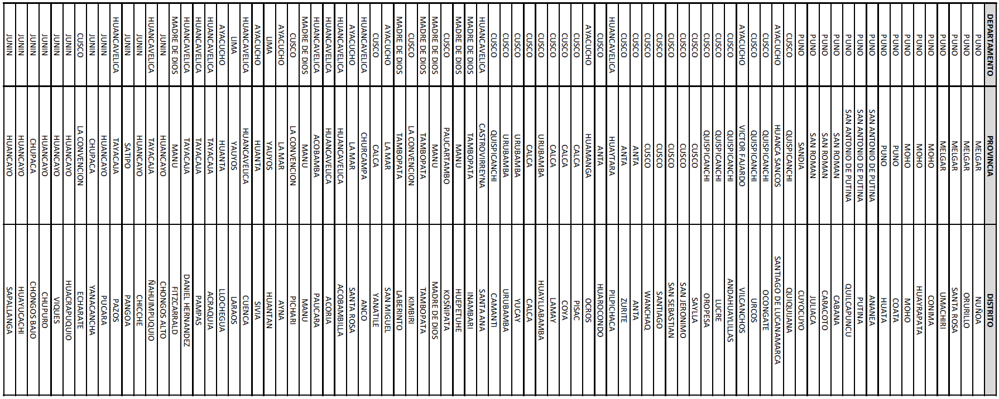 DEPARTAMENTO PROVINCIA DISTRITO
PUNO MELGAR NUÑOA
PUNO MELGAR ORURILLO
PUNO MELGAR SANTA ROSA
PUNO MELGAR UMACHIRI
PUNO MOHO CONIMA
PUNO MOHO HUAYRAPATA
PUNO MOHO MOHO
PUNO PUNO COATA
PUNO PUNO HUATA
PUNO SAN ANTONIO DE PUTINA ANANEA
PUNO SAN ANTONIO DE PUTINA PUTINA
PUNO SAN ANTONIO DE PUTINA QUILCAPUNCU
PUNO SAN ROMAN CABANA
PUNO SAN ROMAN CARACOTO
PUNO SAN ROMAN JULIACA
PUNO SANDIA CUYOCUYO
CUSCO QUISPICANCHI QUIQUIJANA
AYACUCHO HUANCA SANCOS SANTIAGO DE LUCANAMARCA
CUSCO QUISPICANCHI OCONGATE
CUSCO QUISPICANCHI URCOS
AYACUCHO VICTOR FAJARDO VILCANCHOS
CUSCO QUISPICANCHI ANDAHUAYLILLAS
CUSCO QUISPICANCHI LUCRE
CUSCO QUISPICANCHI OROPESA
CUSCO CUSCO SAYLLA
CUSCO CUSCO SAN JERONIMO
CUSCO CUSCO SAN SEBASTIAN
CUSCO CUSCO SANTIAGO
CUSCO CUSCO WANCHAQ
CUSCO ANTA ANTA
CUSCO ANTA ZURITE
HUANCAVELICA HUAYTARA PILPICHACA
CUSCO ANTA HUAROCONDO
AYACUCHO HUAMANGA OCROS
CUSCO CALCA PISAC
CUSCO CALCA COYA
CUSCO CALCA LAMAY
CUSCO URUBAMBA HUAYLLABAMBA
CUSCO CALCA CALCA
CUSCO URUBAMBA YUCAY
CUSCO URUBAMBA URUBAMBA
CUSCO QUISPICANCHI CAMANTI
HUANCAVELICA CASTROVIRREYNA SANTA ANA
MADRE DE DIOS TAMBOPATA INAMBARI
MADRE DE DIOS MANU HUEPETUHE
CUSCO PAUCARTAMBO KOSÑIPATA
MADRE DE DIOS MANU MADRE DE DIOS
MADRE DE DIOS TAMBOPATA TAMBOPATA
CUSCO LA CONVENCION KIMBIRI
MADRE DE DIOS TAMBOPATA LABERINTO
AYACUCHO LA MAR SAN MIGUEL
CUSCO CALCA YANATILE
HUANCAVELICA CHURCAMPA ANCO
AYACUCHO LA MAR SANTA ROSA
HUANCAVELICA HUANCAVELICA ACOBAMBILLA
HUANCAVELICA HUANCAVELICA ACORIA
HUANCAVELICA ACOBAMBA PAUCARA
MADRE DE DIOS MANU MANU
CUSCO LA CONVENCION PICHARI
AYACUCHO LA MAR AYNA
LIMA YAUYOS HUANTAN
AYACUCHO HUANTA SIVIA
HUANCAVELICA HUANCAVELICA CUENCA
LIMA YAUYOS LARAOS
AYACUCHO HUANTA LLOCHEGUA
HUANCAVELICA TAYACAJA ACRAQUIA
HUANCAVELICA TAYACAJA PAMPAS
HUANCAVELICA TAYACAJA DANIEL HERNANDEZ
MADRE DE DIOS MANU FITZCARRALD
JUNIN HUANCAYO CHONGOS ALTO
HUANCAVELICA TAYACAJA ÑAHUIMPUQUIO
JUNIN HUANCAYO CHICCHE
JUNIN SATIPO PANGOA
HUANCAVELICA TAYACAJA PAZOS
JUNIN HUANCAYO PUCARA
JUNIN CHUPACA YANACANCHA
CUSCO LA CONVENCION ECHARATE
JUNIN HUANCAYO HUACRAPUQUIO
JUNIN HUANCAYO VIQUES
JUNIN HUANCAYO CHUPURO
JUNIN CHUPACA CHONGOS BAJO
JUNIN HUANCAYO HUAYUCACHI
JUNIN HUANCAYO SAPALLANGA